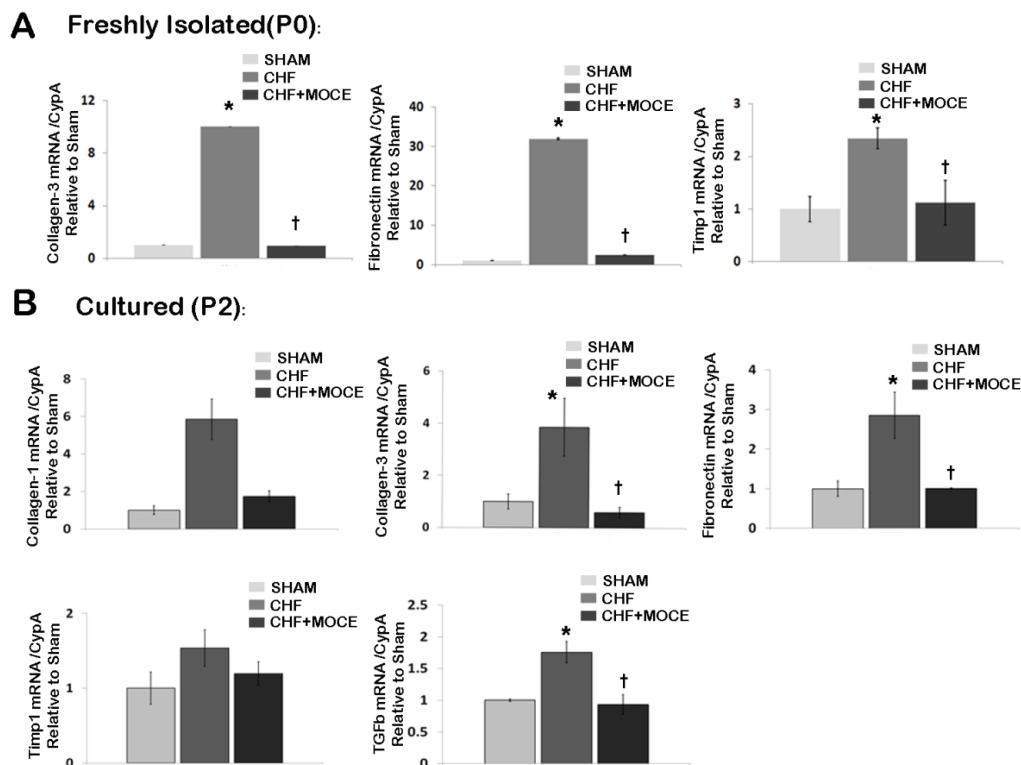 A Freshly Isolated(P0):
SHAM
CHF
CHF+MOCE
Collagen-3 mRNA /CypA
Relative to Sham
12
8
4
0
*
†
SHAM
CHF
CHF+MOCE
Fibronectin mRNA /CypA
Relative to Sham
40
30
20
10
0
*
†
SHAM
CHF
CHF+MOCE
Timp1 mRNA /CypA
Relative to Sham
3
2
1
0
*
†
B Cultured (P2):
SHAM
CHF
CHF+MOCE
Collagen-1 mRNA /CypA
Relative to Sham
8
6
4
2
0
SHAM
CHF
CHF+MOCE
Collagen-3 mRNA /CypA
Relative to Sham
6
4
2
0
*
†
SHAM
CHF
CHF+MOCE
Fibronectin mRNA /CypA
Relative to Sham
4
3
2
1
0
*
†
SHAM
CHF
CHF+MOCE
Timp1 mRNA /CypA
Relative to Sham
2
1
0
SHAM
CHF
CHF+MOCE
TGFb mRNA /CypA
Relative to Sham
2.5
2
1.5
1
0.5
0
*
†